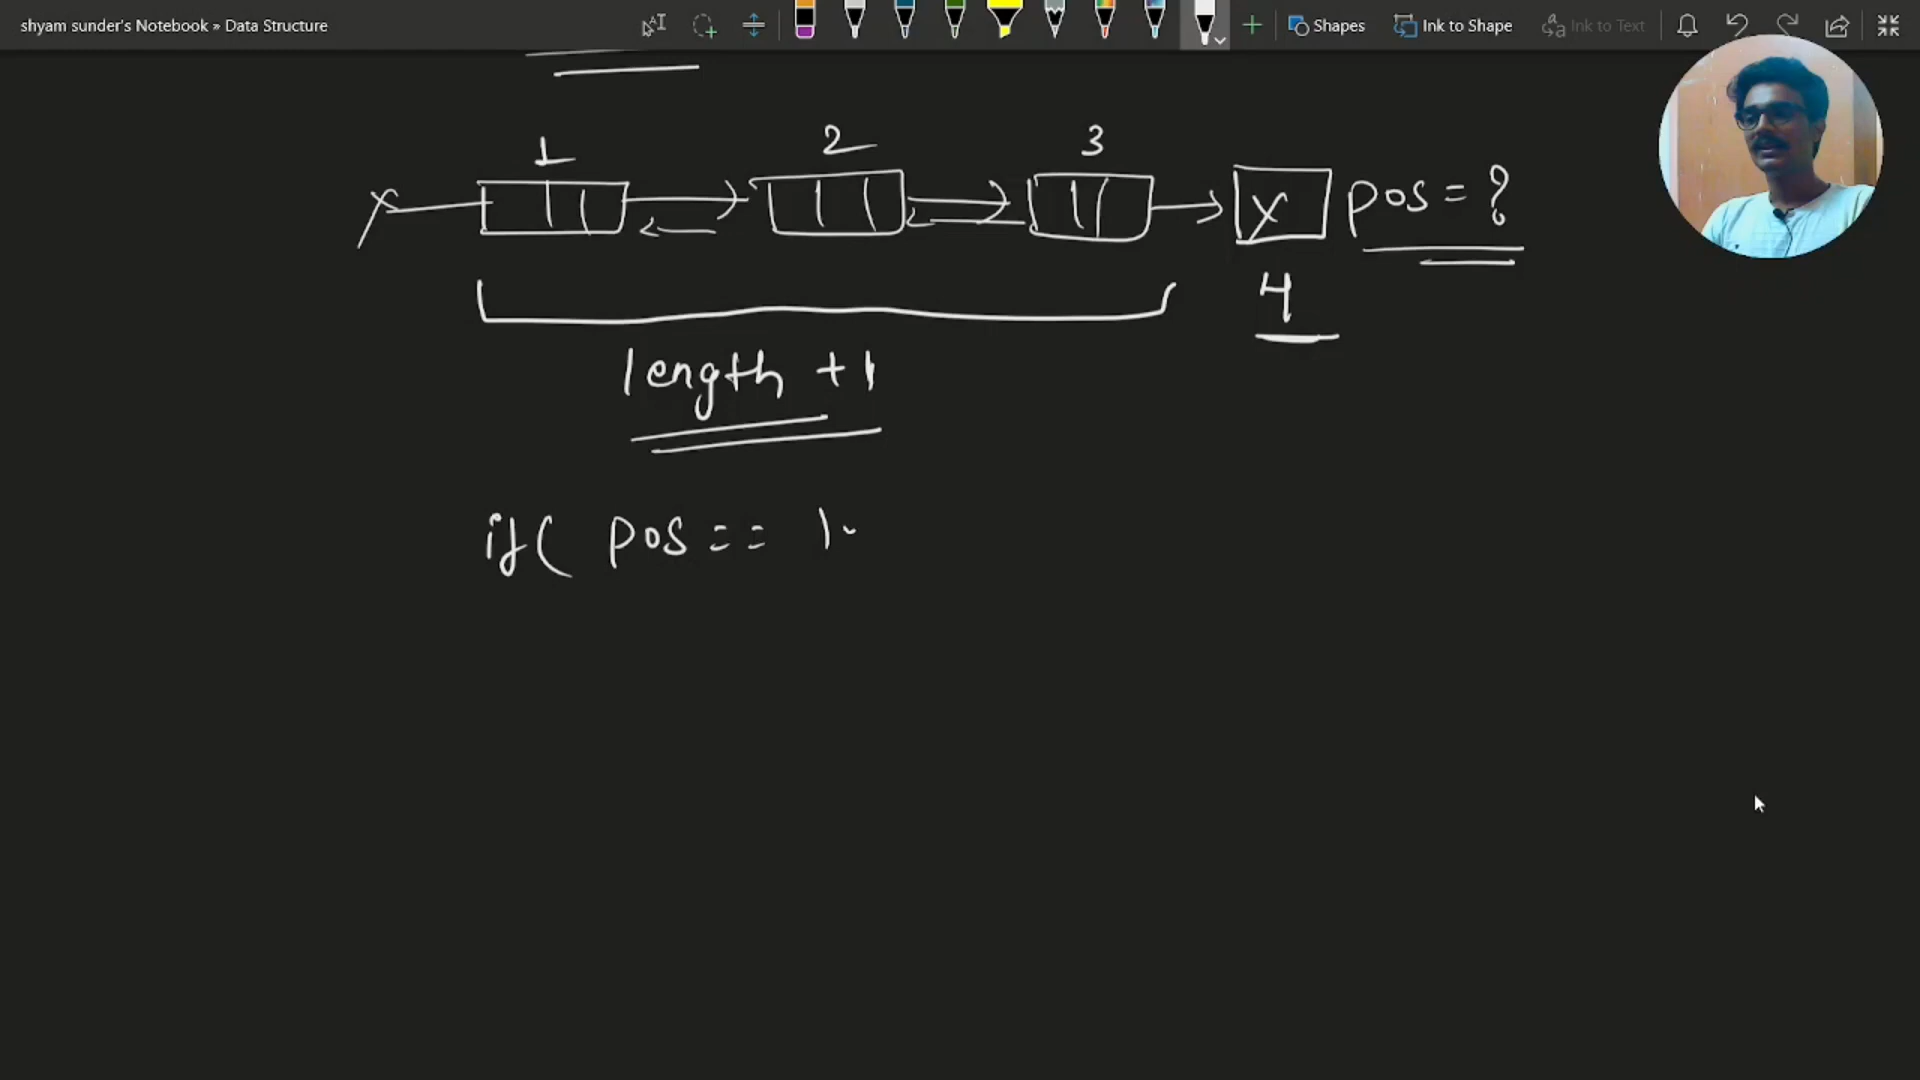 shyam sunder's Notebook » Data Structure
Shapes
Ink to Shape
Ink to Text
1 2 3
x pos = ?
4
length + 1
if( pos ==